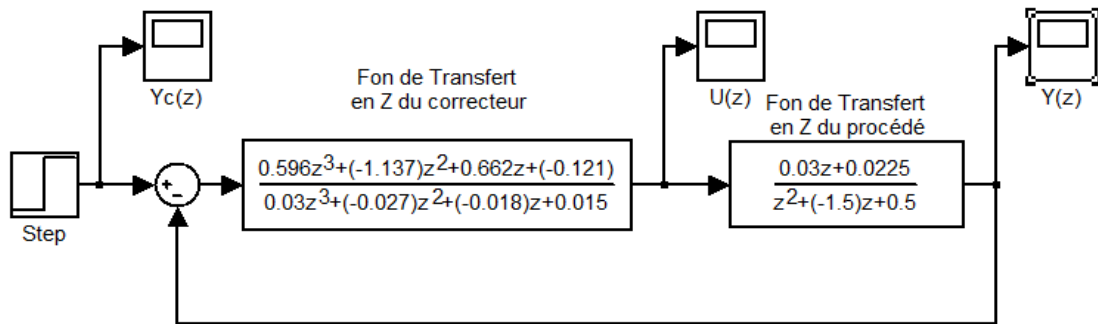 Yc(z)
Fon de Transfert
en Z du correcteur
U(z)
Fon de Transfert
en Z du procédé
Y(z)
Step
+
-
0.596z3+(-1.137)z2+0.662z+(-0.121)
0.03z3+(-0.027)z2+(-0.018)z+0.015
0.03z+0.0225
z2+(-1.5)z+0.5